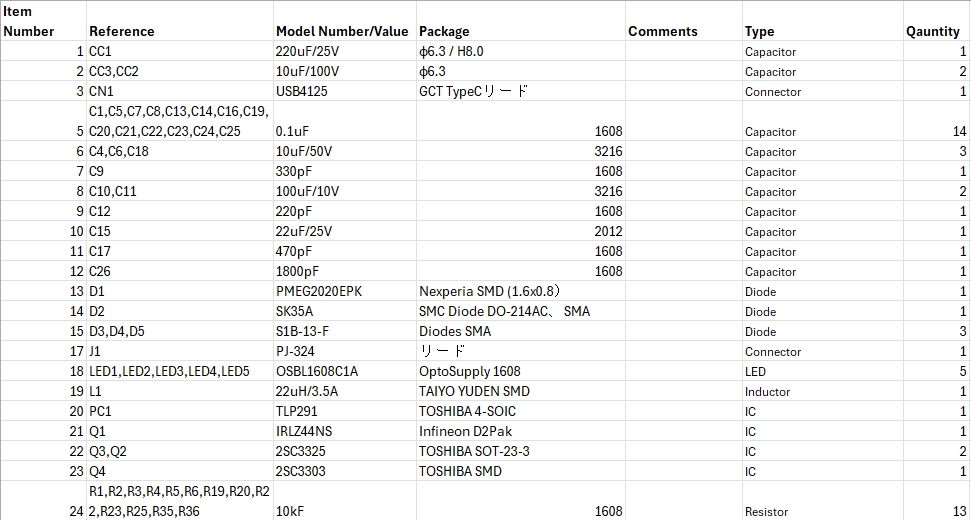 Item
Number Reference Model Number/Value Package Comments Type Qauntity
1 CC1 220uF/25V φ6.3 / H8.0 Capacitor 1
2 CC3,CC2 10uF/100V φ6.3 Capacitor 2
3 CN1 USB4125 GCT TypeCリード Connector 1
C1,C5,C7,C8,C13,C14,C16,C19,
5 C20,C21,C22,C23,C24,C25 0.1uF 1608 Capacitor 14
6 C4,C6,C18 10uF/50V 3216 Capacitor 3
7 C9 330pF 1608 Capacitor 1
8 C10,C11 100uF/10V 3216 Capacitor 2
9 C12 220pF 1608 Capacitor 1
10 C15 22uF/25V 2012 Capacitor 1
11 C17 470pF 1608 Capacitor 1
12 C26 1800pF 1608 Capacitor 1
13 D1 PMEG2020EPK Nexperia SMD (1.6x0.8） Diode 1
14 D2 SK35A SMC Diode DO-214AC、 SMA Diode 1
15 D3,D4,D5 S1B-13-F Diodes SMA Diode 3
17 J1 PJ-324 リード Connector 1
18 LED1,LED2,LED3,LED4,LED5 OSBL1608C1A OptoSupply 1608 LED 5
19 L1 22uH/3.5A TAIYO YUDEN SMD Inductor 1
20 PC1 TLP291 TOSHIBA 4-SOIC IC 1
21 Q1 IRLZ44NS Infineon D2Pak IC 1
22 Q3,Q2 2SC3325 TOSHIBA SOT-23-3 IC 2
23 Q4 2SC3303 TOSHIBA SMD IC 1
R1,R2,R3,R4,R5,R6,R19,R20,R2
24 2,R23,R25,R35,R36 10kF 1608 Resistor 13